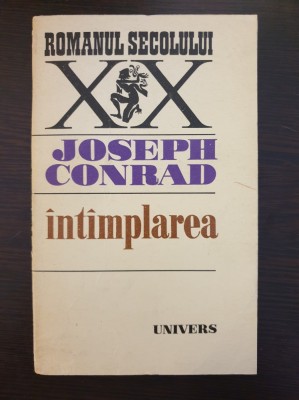 ROMANUL SECOLULUI
XX
JOSEPH
CONRAD
întîmplarea
UNIVERS